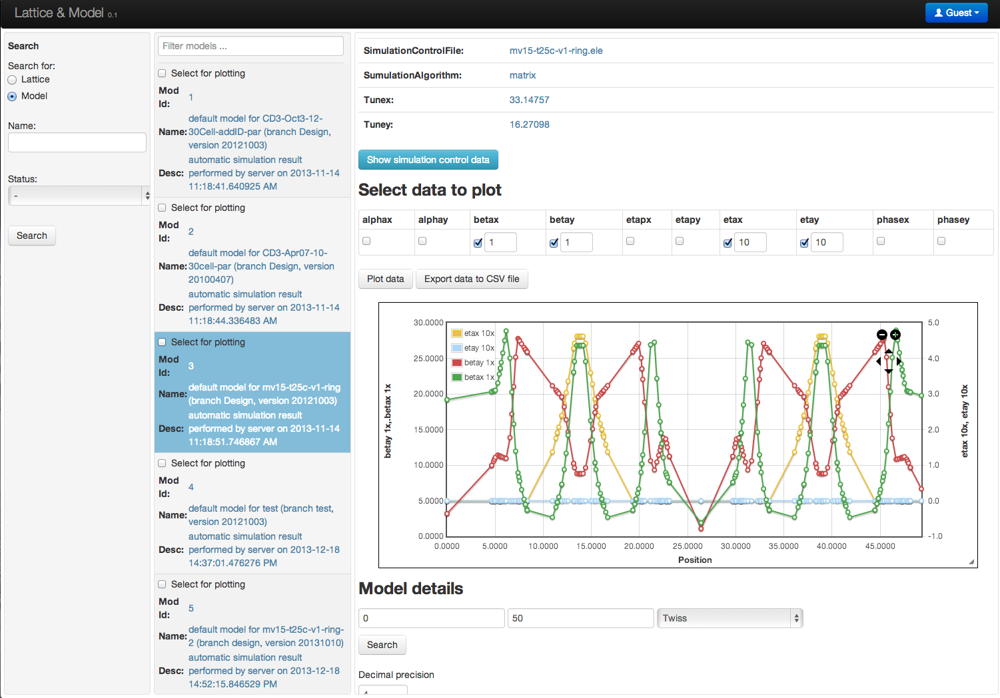 Lattice & Model 0.1
Guest
Search
Search for:
Lattice
Model
Name:
Status:
-
Search
Filter models ...
Select for plotting
Mod Id: 1
Name: default model for CD3-Oct3-12-
30Cell-addID-par (branch Design,
version 20121003)
Desc: automatic simulation result
performed by server on 2013-11-14
11:18:41.640925 AM
Select for plotting
Mod Id: 2
Name: default model for CD3-Apr07-10-
30cell-par (branch Design, version
20100407)
Desc: automatic simulation result
performed by server on 2013-11-14
11:18:44.336483 AM
Select for plotting
Mod Id: 3
Name: default model for mv15-t25c-v1-ring
(branch Design, version 20121003)
Desc: automatic simulation result
performed by server on 2013-11-14
11:18:51.746867 AM
Select for plotting
Mod Id: 4
Name: default model for test (branch test,
version 20121003)
Desc: automatic simulation result
performed by server on 2013-12-18
14:37:01.476276 PM
Select for plotting
Mod Id: 5
Name: default model for mv15-t25c-v1-ring-
2 (branch design, version 20131010)
Desc: automatic simulation result
performed by server on 2013-12-18
14:52:15.846529 PM
SimulationControlFile: mv15-t25c-v1-ring.ele
SumulationAlgorithm: matrix
Tunex: 33.14757
Tuney: 16.27098
Show simulation control data
Select data to plot
alphax alphay betax betay etapx etapy etax etay phasex phasey
1 1 10 10
Plot data Export data to CSV file
30.0000 25.0000 20.0000 15.0000 10.0000 5.0000 0.0000
betay 1x,.betax 1x
etax 10x
etay 10x
betay 1x
betax 1x
5.0 4.0 3.0 2.0 1.0 0.0 -1.0
etax 10x, etay 10x
0.0000 5.0000 10.0000 15.0000 20.0000 25.0000 30.0000 35.0000 40.0000 45.0000
Position
Model details
0 50 Twiss
Search
Decimal precision
4